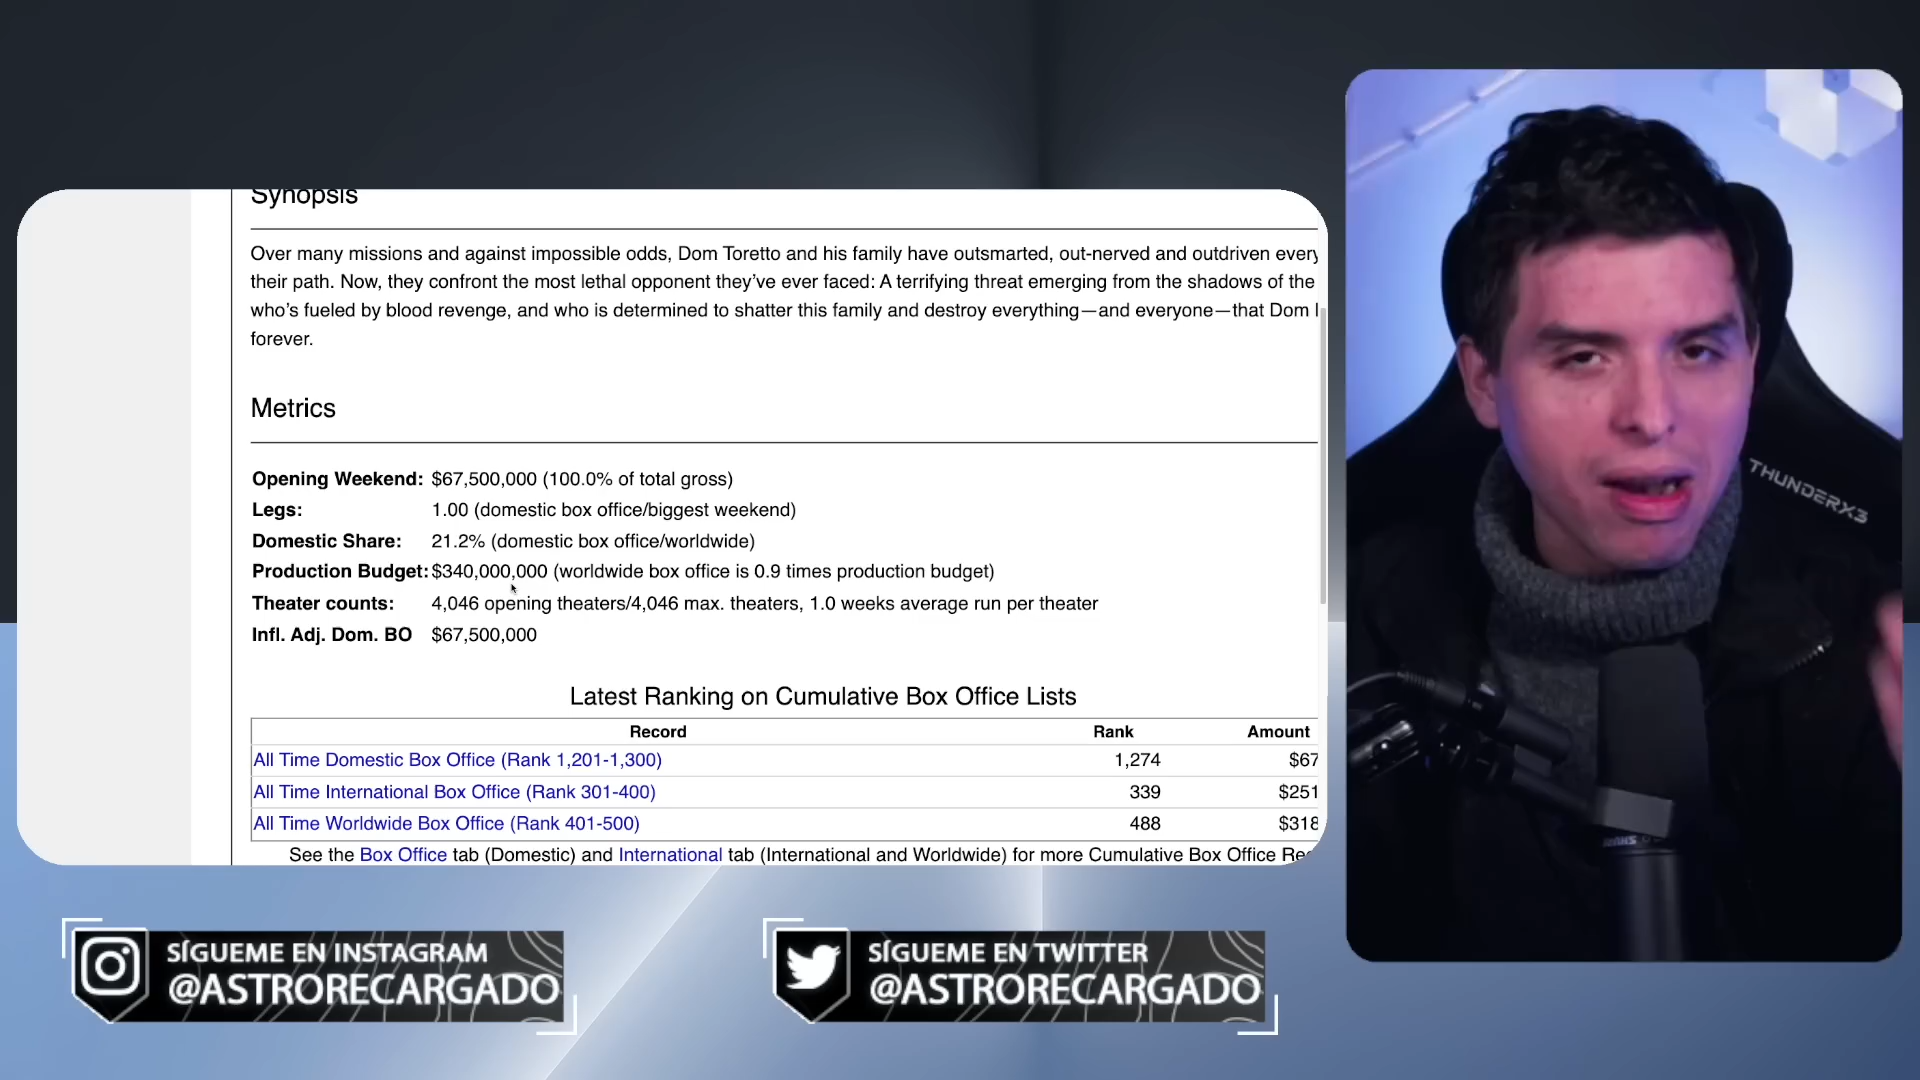 Synopsis
Over many missions and against impossible odds, Dom Toretto and his family have outsmarted, out-nerved and outdriven every
their path. Now, they confront the most lethal opponent they've ever faced: A terrifying threat emerging from the shadows of the
who's fueled by blood revenge, and who is determined to shatter this family and destroy everything—and everyone—that Dom
forever.
Metrics
Opening Weekend: $67,500,000 (100.0% of total gross)
Legs: 1.00 (domestic box office/biggest weekend)
Domestic Share: 21.2% (domestic box office/worldwide)
Production Budget: $340,000,000 (worldwide box office is 0.9 times production budget)
Theater counts: 4,046 opening theaters/4,046 max. theaters, 1.0 weeks average run per theater
Infl. Adj. Dom. BO $67,500,000
Latest Ranking on Cumulative Box Office Lists
Record Rank Amount
All Time Domestic Box Office (Rank 1,201-1,300) 1,274 $67
All Time International Box Office (Rank 301-400) 339 $251
All Time Worldwide Box Office (Rank 401-500) 488 $318
See the Box Office tab (Domestic) and International tab (International and Worldwide) for more Cumulative Box Office Rec
THUNDERX3
SÍGUEME EN INSTAGRAM
@ASTRORECARGADO
SÍGUEME EN TWITTER
@ASTRORECARGADO